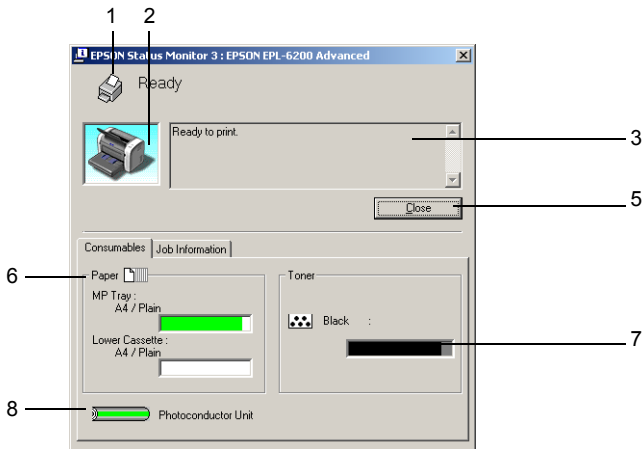 1 2
EPSON Status Monitor 3 : EPSON EPL-6200 Advanced
Ready
Ready to print.
3
5
Close
Consumables Job Information
6
Paper
MP Tray :
A4 / Plain
Lower Cassette :
A4 / Plain
Toner
Black :
7
8
Photoconductor Unit